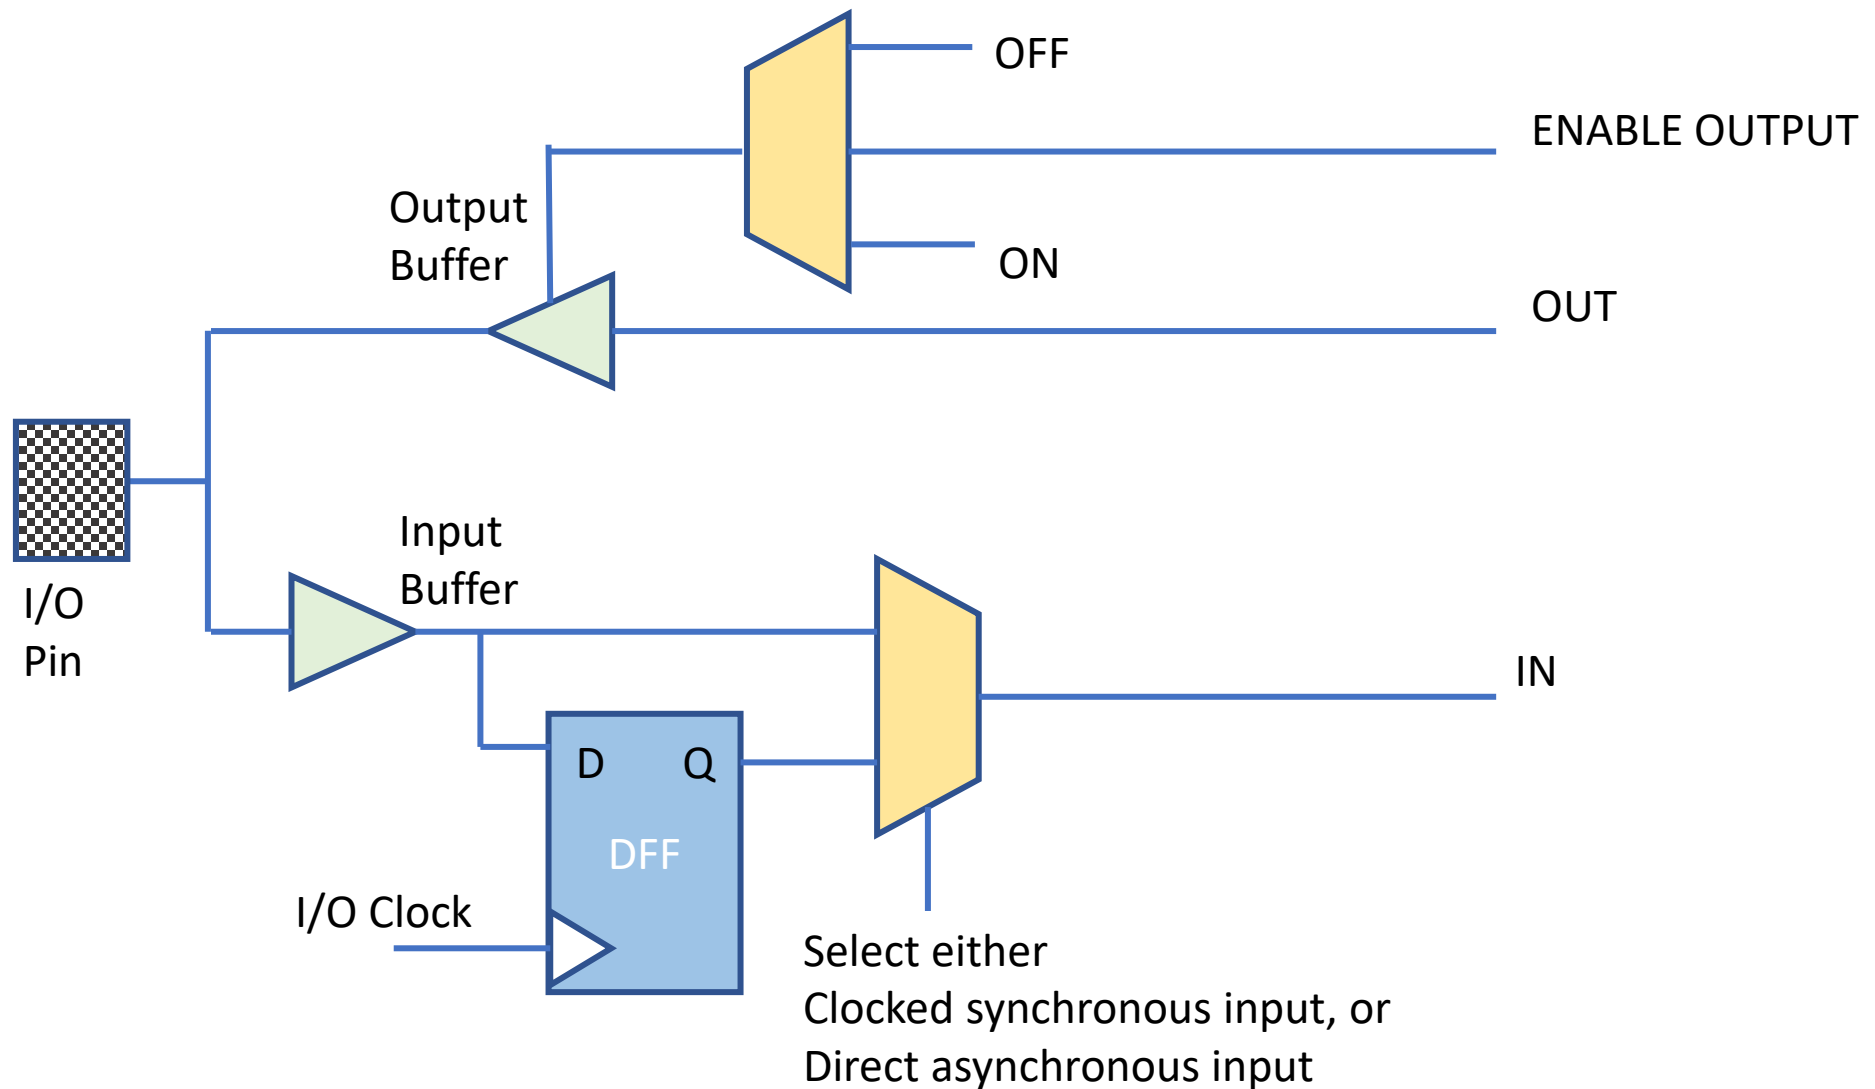 OFF
ENABLE OUTPUT
Output
Buffer
ON
OUT
Input
Buffer
I/O
Pin
IN
D
Q
DFF
I/O Clock
Select either
Clocked synchronous input, or
Direct asynchronous input